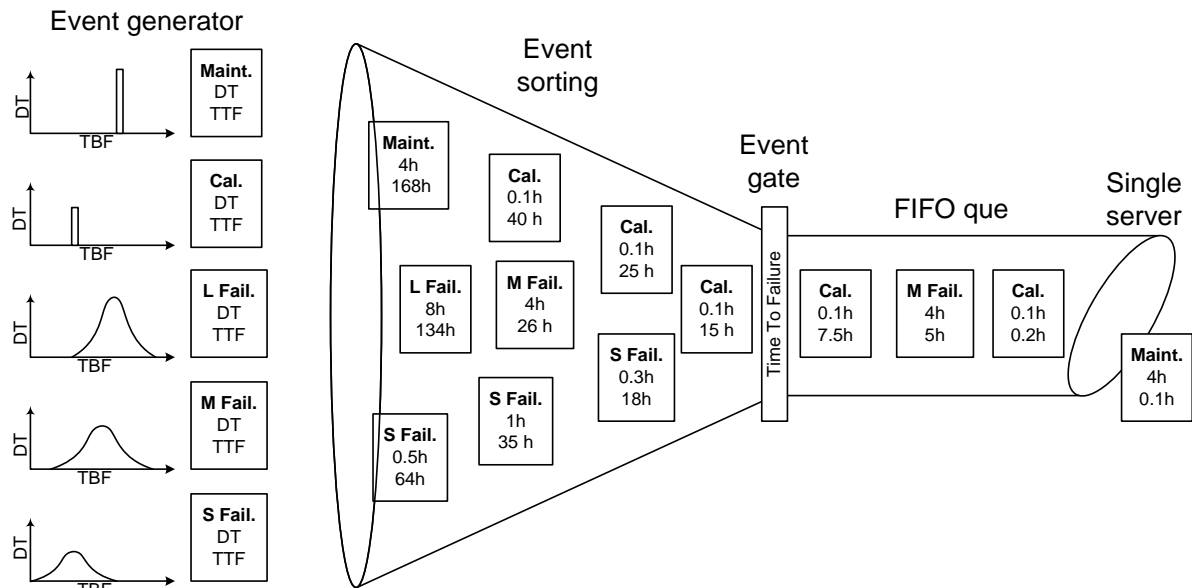 Event generator
DT
TBF
Maint.
DT
TTF
DT
TBF
Cal.
DT
TTF
DT
TBF
L Fail.
DT
TTF
DT
TBF
M Fail.
DT
TTF
DT
TBF
S Fail.
DT
TTF
Event
sorting
Maint.
4h
168h
Cal.
0.1h
40 h
Cal.
0.1h
25 h
L Fail.
8h
134h
M Fail.
4h
26 h
Cal.
0.1h
15 h
S Fail.
0.3h
18h
S Fail.
1h
35 h
S Fail.
0.5h
64h
Event
gate
Time To Failure
FIFO que
Cal.
0.1h
7.5h
M Fail.
4h
5h
Cal.
0.1h
0.2h
Single
server
Maint.
4h
0.1h